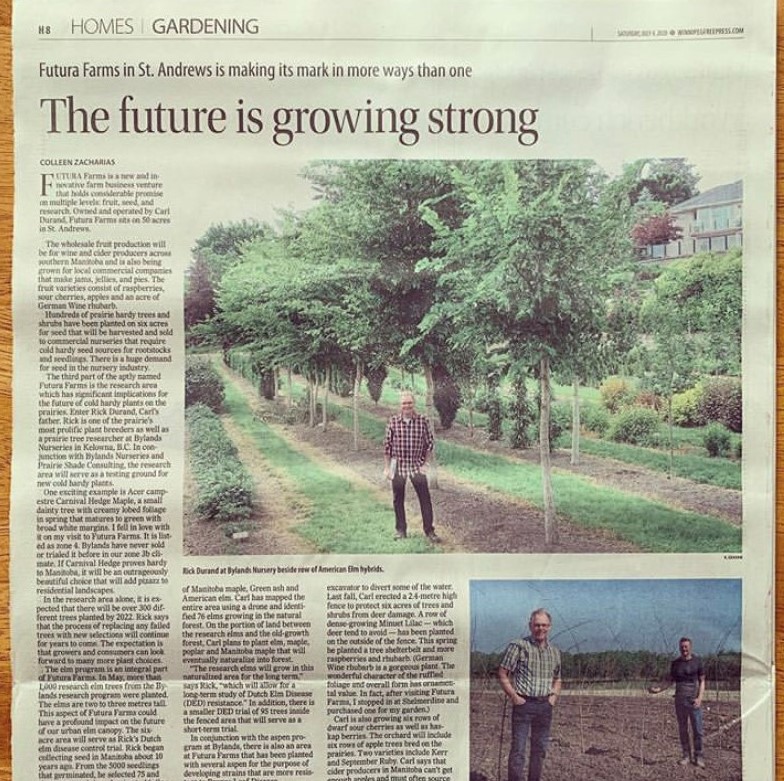 H8 HOMES | GARDENING
SATURDAY, JULY 4, 2020 WINNIPEGFREEPRESS.COM
Futura Farms in St. Andrews is making its mark in more ways than one
The future is growing strong
COLLEEN ZACHARIAS
FUTURA Farms is a new and in-
novative farm business venture
that holds considerable promise
on multiple levels: fruit, seed, and
research. Owned and operated by Carl
Durand, Futura Farms sits on 50 acres
in St. Andrews.
The wholesale fruit production will
be for wine and cider producers across
southern Manitoba and is also being
grown for local commercial companies
that make jams, jellies, and pies. The
fruit varieties consist of raspberries,
sour cherries, apples and an acre of
German Wine rhubarb.
Hundreds of prairie hardy trees and
shrubs have been planted on six acres
for seed that will be harvested and sold
to commercial nurseries that require
cold hardy seed sources for rootstocks
and seedlings. There is a huge demand
for seed in the nursery industry.
The third part of the aptly named
Futura Farms is the research area
which has significant implications for
the future of cold hardy plants on the
prairies. Enter Rick Durand, Carl's
father. Rick is one of the prairie's
most prolific plant breeders as well as
a prairie tree researcher at Bylands
Nurseries in Kelowna, B.C. In con-
junction with Bylands Nurseries and
Prairie Shade Consulting, the research
area will serve as a testing ground for
new cold hardy plants.
One exciting example is Acer camp-
estre Carnival Hedge Maple, a small
dainty tree with creamy lobed foliage
in spring that matures to green with
broad white margins. I fell in love with
it on my visit to Futura Farms. It is list-
ed as zone 4. Bylands have never sold
or trialed it before in our zone 3b cli-
mate. If Carnival Hedge proves hardy
to Manitoba, it will be an outrageously
beautiful choice that will add pizazz to
residential landscapes.
In the research area alone, it is ex-
pected that there will be over 300 dif-
ferent trees planted by 2022. Rick says
that the process of replacing any failed
trees with new selections will continue
for years to come. The expectation is
that growers and consumers can look
forward to many more plant choices.
The elm program is an integral part
of Futura Farms. In May, more than
1,000 research elm trees from the By-
lands research program were planted.
The elms are two to three metres tall.
This aspect of Futura Farms could
have a profound impact on the future
of our urban elm canopy. The six-
acre area will serve as Rick's Dutch
elm disease control trial. Rick began
collecting seed in Manitoba about 10
years ago. From the 5000 seedlings
that germinated, he selected 75 and
Rick Durand at Bylands Nursery beside row of American Elm hybrids.
of Manitoba maple, Green ash and
American elm. Carl has mapped the
entire area using a drone and identi-
fied 76 elms growing in the natural
forest. On the portion of land between
the research elms and the old-growth
forest, Carl plans to plant elm, maple,
poplar and Manitoba maple that will
eventually naturalize into forest.
"The research elms will grow in this
naturalized area for the long term,"
says Rick, "which will allow for a
long-term study of Dutch Elm Disease
(DED) resistance." In addition, there is
a smaller DED trial of 95 trees inside
the fenced area that will serve as a
short-term trial.
In conjunction with the aspen pro-
gram at Bylands, there is also an area
at Futura Farms that has been planted
with several aspen for the purpose of
developing strains that are more resis-
excavator to divert some of the water.
Last fall, Carl erected a 2.4-metre high
fence to protect six acres of trees and
shrubs from deer damage. A row of
dense-growing Minuet Lilac — which
deer tend to avoid — has been planted
on the outside of the fence. This spring
he planted a tree shelterbelt and more
raspberries and rhubarb. (German
Wine rhubarb is a gorgeous plant. The
wonderful character of the ruffled
foliage and overall form has ornamen-
tal value. In fact, after visiting Futura
Farms, I stopped in at Shelmerdine and
purchased one for my garden.)
Carl is also growing six rows of
dwarf sour cherries as well as has-
kap berries. The orchard will include
six rows of apple trees bred on the
prairies. Two varieties include Kerr
and September Ruby. Carl says that
cider producers in Manitoba can't get
enough apples and most often source